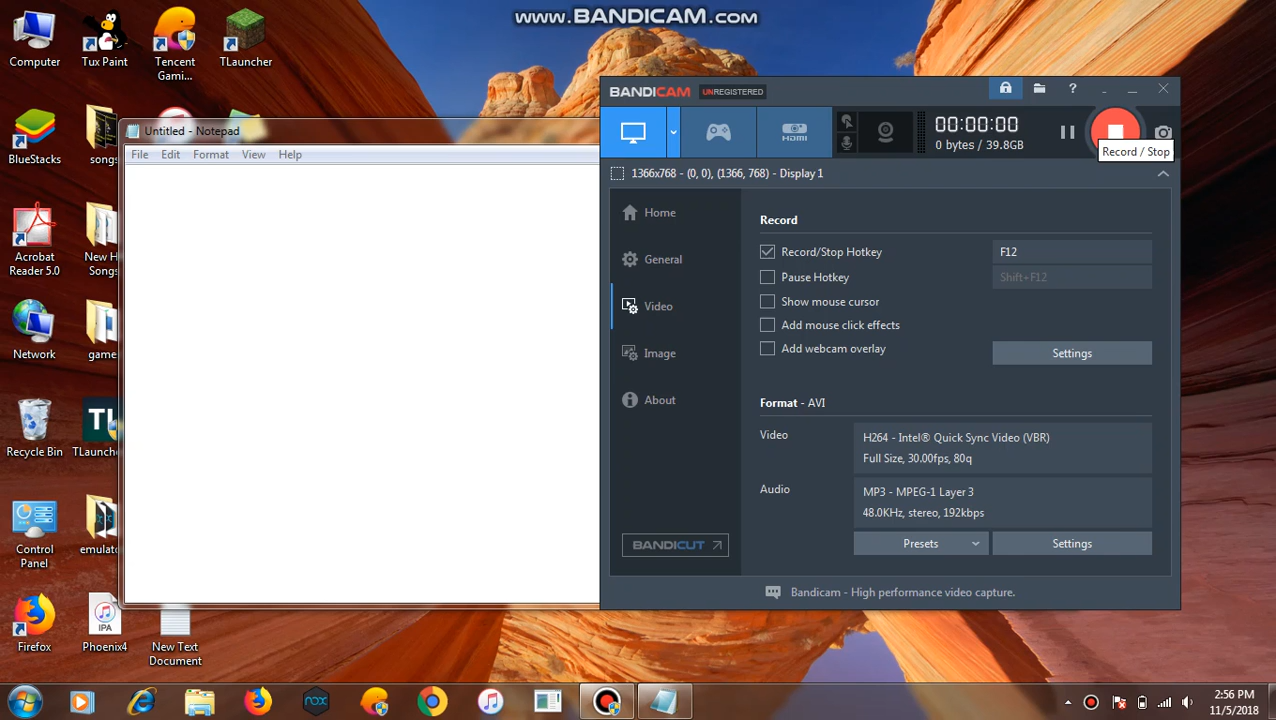 www.BANDICAM.com
Computer
Tux Paint
Tencent
Gami...
TLauncher
BlueStacks
songs
Acrobat
Reader 5.0
New H
Songs
Network
game
Recycle Bin
TL
TLaunche
Control
Panel
emulato
Firefox
IPA
Phoenix4
New Text
Document
Untitled - Notepad
File Edit Format View Help
BANDICAM UNREGISTERED
HDMI
00:00:00
0 bytes / 39.8GB
Record / Stop
1366x768 - (0, 0), (1366, 768) - Display 1
Home
General
Video
Image
About
BANDICUT
Record
Record/Stop Hotkey F12
Pause Hotkey Shift+F12
Show mouse cursor
Add mouse click effects
Add webcam overlay
Settings
Format - AVI
Video
H264 - Intel® Quick Sync Video (VBR)
Full Size, 30.00fps, 80q
Audio
MP3 - MPEG-1 Layer 3
48.0KHz, stereo, 192kbps
Presets
Settings
Bandicam - High performance video capture.
nox
2:56 PM
11/5/2018